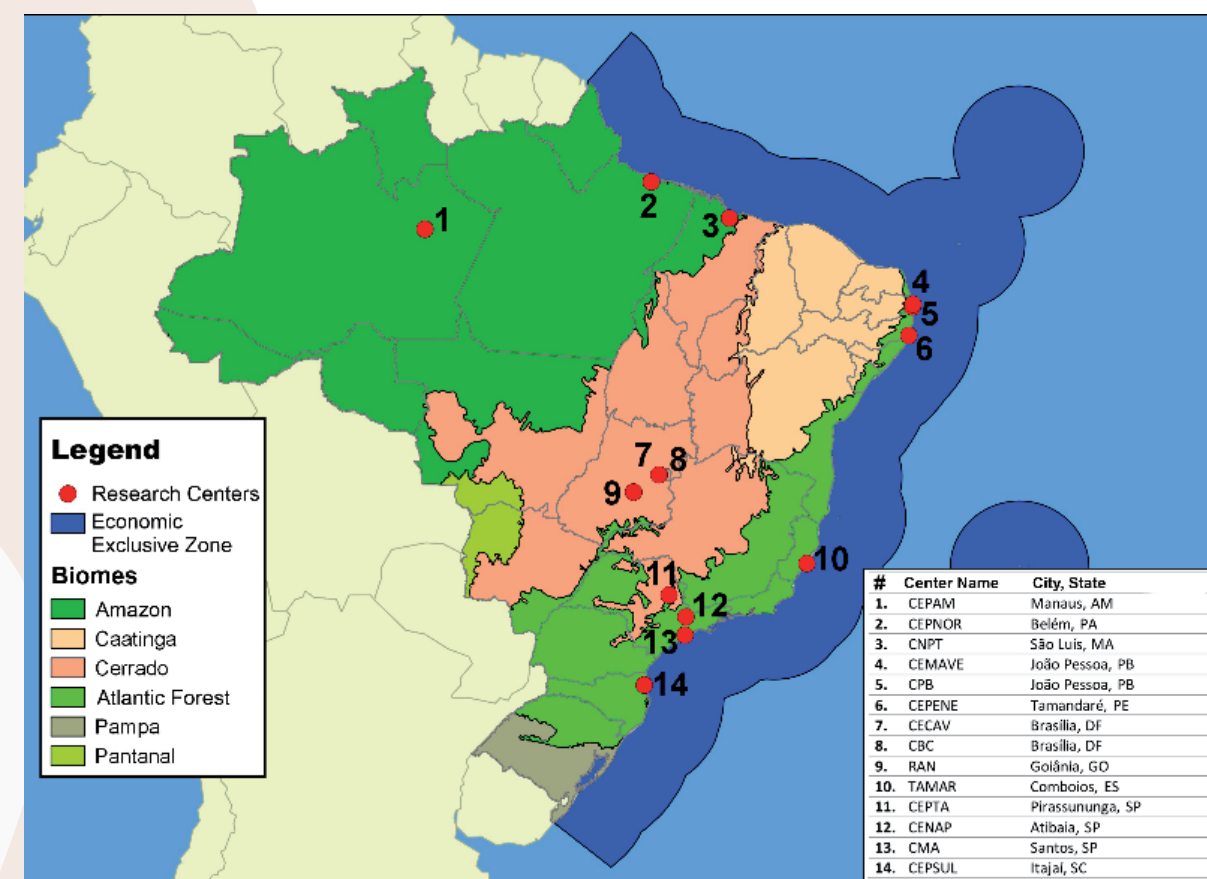 1
2
3
4
5
6
7
8
9
10
11
12
13
14
Legend
Research Centers
Economic
Exclusive Zone
Biomes
Amazon
Caatinga
Cerrado
Atlantic Forest
Pampa
Pantanal
# Center Name City, State
1. CEPAM Manaus, AM
2. CEPNOR Belém, PA
3. CNPT São Luis, MA
4. CEMAVE João Pessoa, PB
5. CPB João Pessoa, PB
6. CEPENE Tamandaré, PE
7. CECAV Brasília, DF
8. CBC Brasília, DF
9. RAN Goiânia, GO
10. TAMAR Comboios, ES
11. CEPTA Pirassununga, SP
12. CENAP Atibaia, SP
13. CMA Santos, SP
14. CEPSUL Itajaí, SC